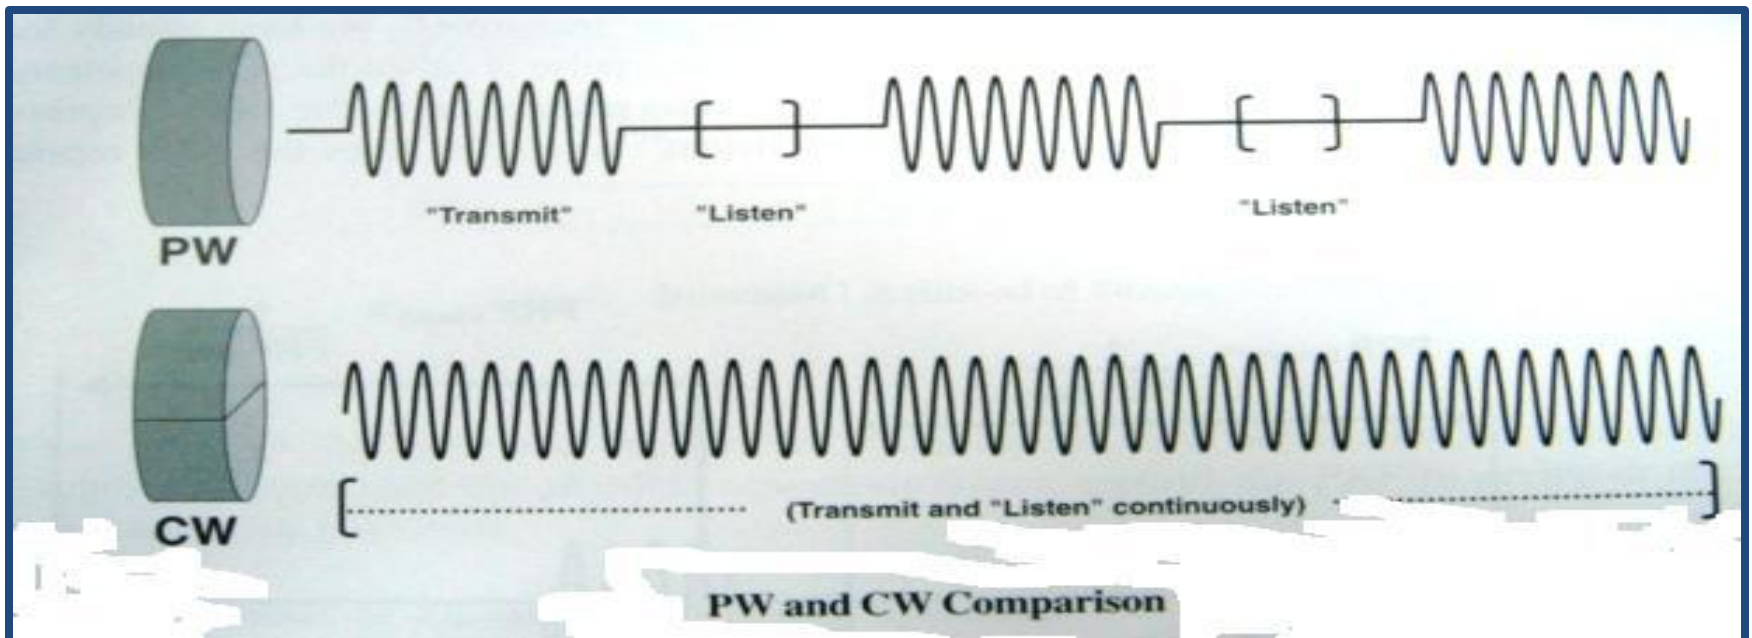 "Transmit" "Listen" "Listen"
PW
CW
(Transmit and "Listen" continuously)
PW and CW Comparison